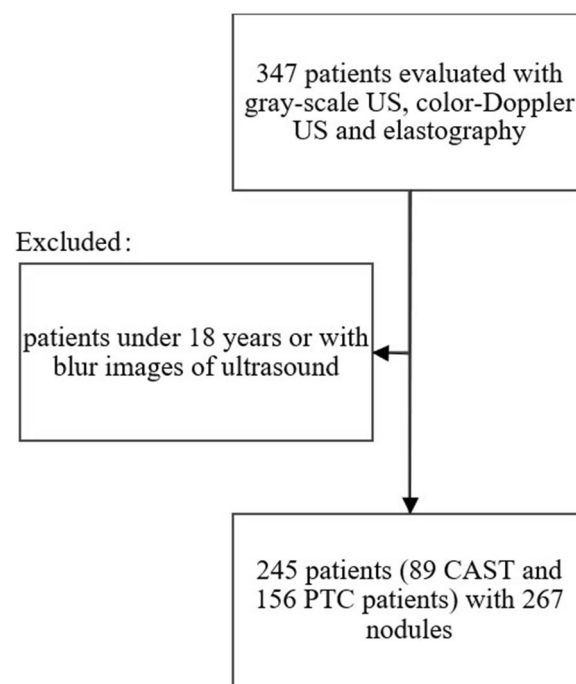 347 patients evaluated with
gray-scale US, color-Doppler
US and elastography
Excluded:
patients under 18 years or with
blur images of ultrasound
245 patients (89 CAST and
156 PTC patients) with 267
nodules